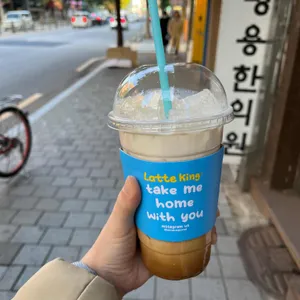 Latte king
take me
home
with you
용한의원